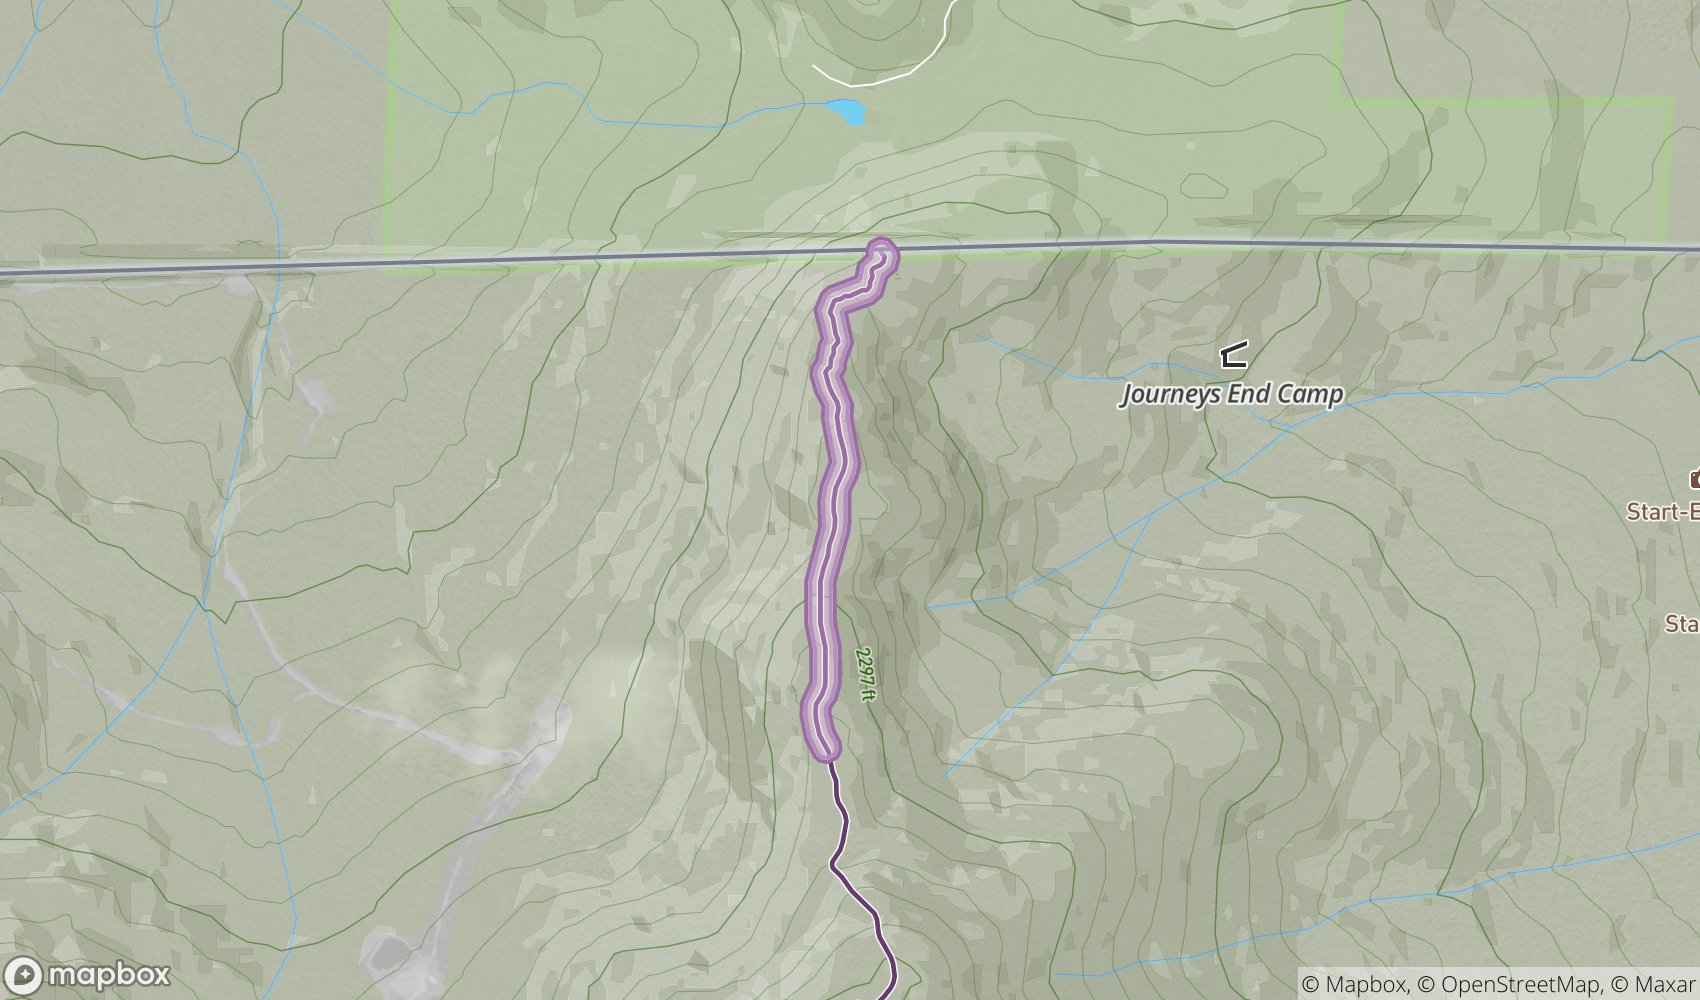 Journeys End Camp
Start-E
Sta
2297 ft
mapbox
© Mapbox, © OpenStreetMap, © Maxar